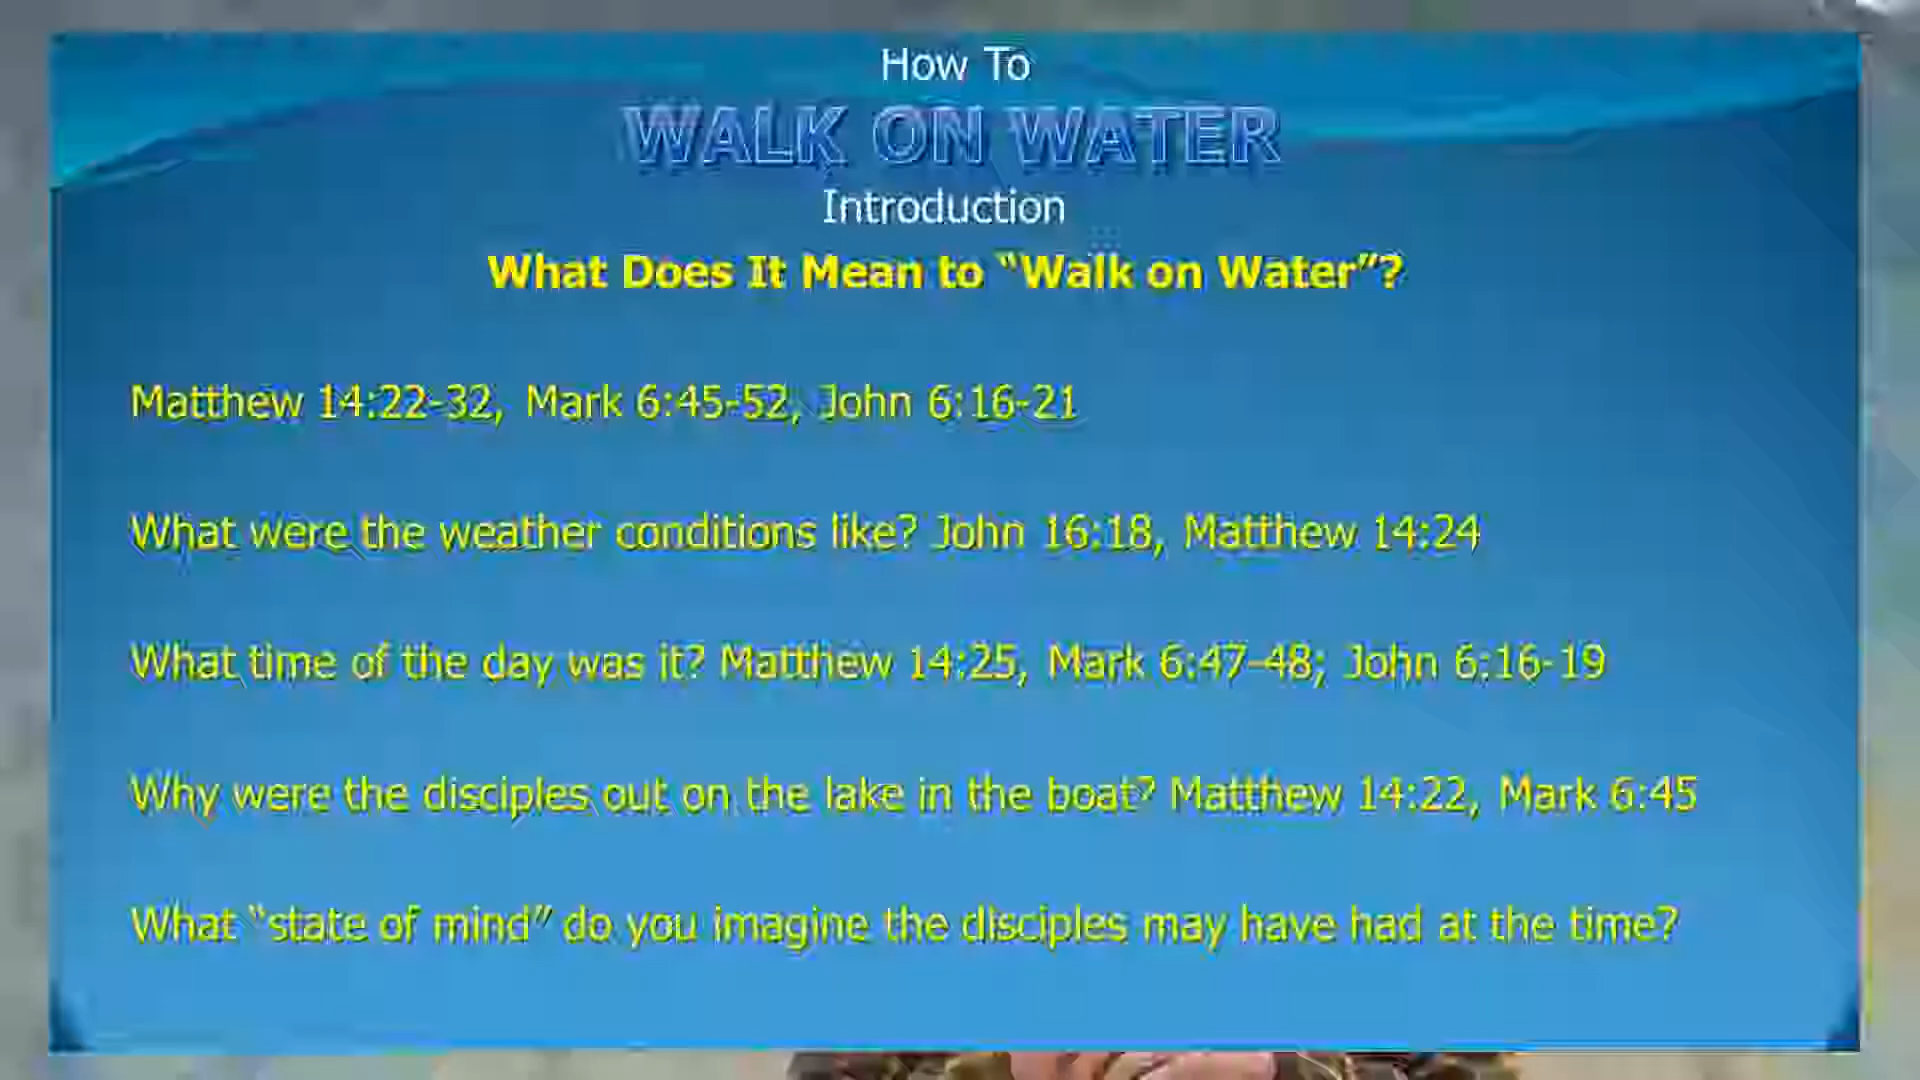 How To
WALK ON WATER
Introduction
What Does It Mean to “Walk on Water”?
Matthew 14:22-32, Mark 6:45-52, John 6:16-21
What were the weather conditions like? John 16:18, Matthew 14:24
What time of the day was it? Matthew 14:25, Mark 6:47-48; John 6:16-19
Why were the disciples out on the lake in the boat? Matthew 14:22, Mark 6:45
What “state of mind” do you imagine the disciples may have had at the time?